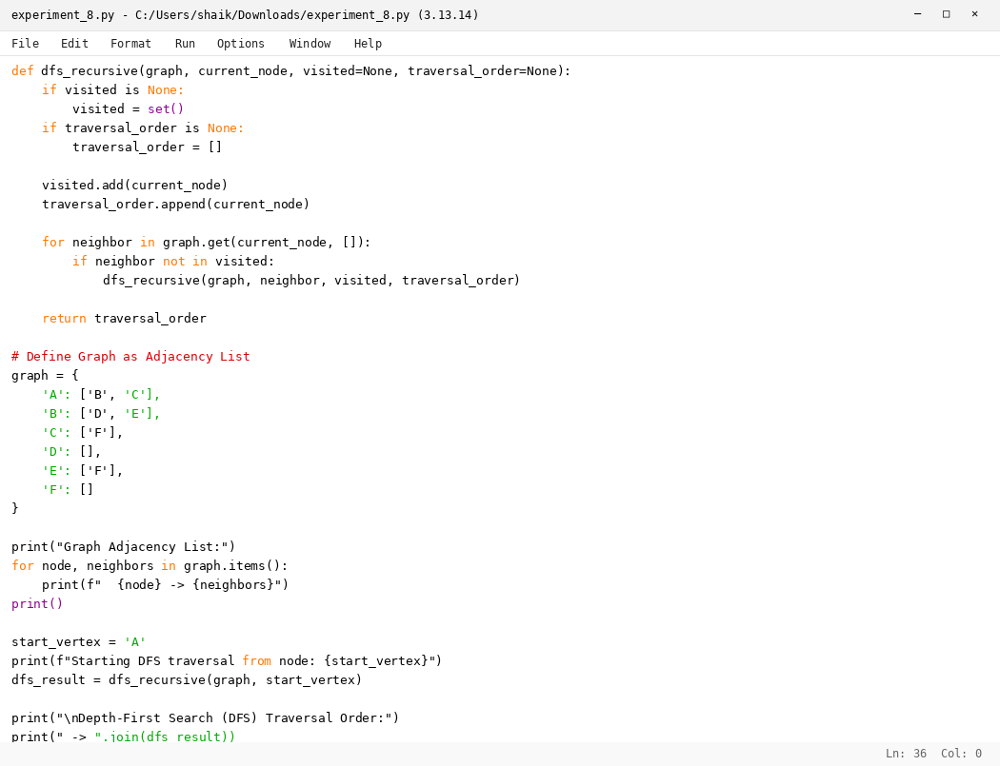 experiment_8.py - C:/Users/shaik/Downloads/experiment_8.py (3.13.14)
File Edit Format Run Options Window Help
def dfs_recursive(graph, current_node, visited=None, traversal_order=None):
    if visited is None:
        visited = set()
    if traversal_order is None:
        traversal_order = []

    visited.add(current_node)
    traversal_order.append(current_node)

    for neighbor in graph.get(current_node, []):
        if neighbor not in visited:
            dfs_recursive(graph, neighbor, visited, traversal_order)

    return traversal_order

# Define Graph as Adjacency List
graph = {
    'A': ['B', 'C'],
    'B': ['D', 'E'],
    'C': ['F'],
    'D': [],
    'E': ['F'],
    'F': []
}

print("Graph Adjacency List:")
for node, neighbors in graph.items():
    print(f"  {node} -> {neighbors}")
print()

start_vertex = 'A'
print(f"Starting DFS traversal from node: {start_vertex}")
dfs_result = dfs_recursive(graph, start_vertex)

print("\nDepth-First Search (DFS) Traversal Order:")
print(" -> ".join(dfs_result))
Ln: 36 Col: 0